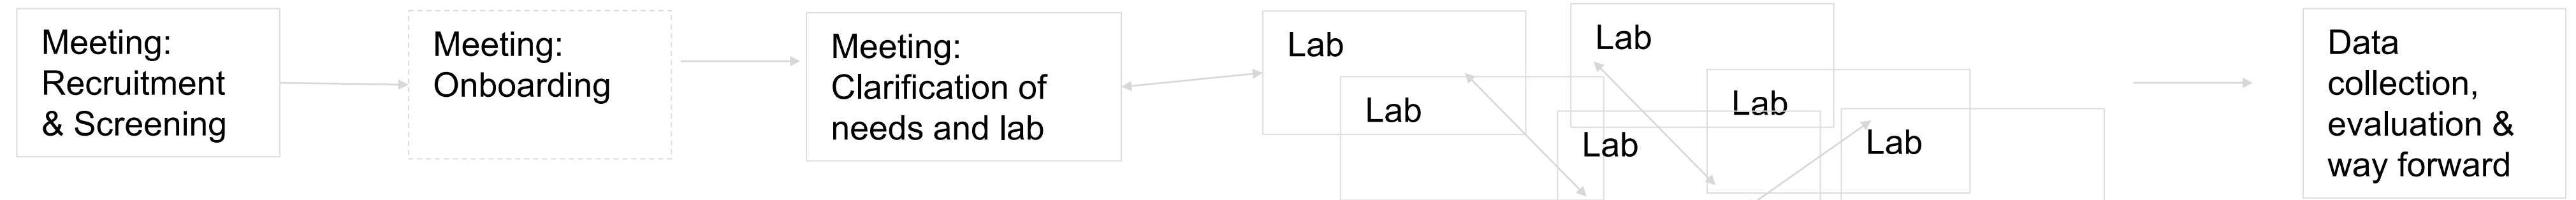 Meeting:
Recruitment
& Screening
Meeting:
Onboarding
Meeting:
Clarification of
needs and lab
Lab
Lab
Lab
Lab
Lab
Lab
Data
collection,
evaluation &
way forward